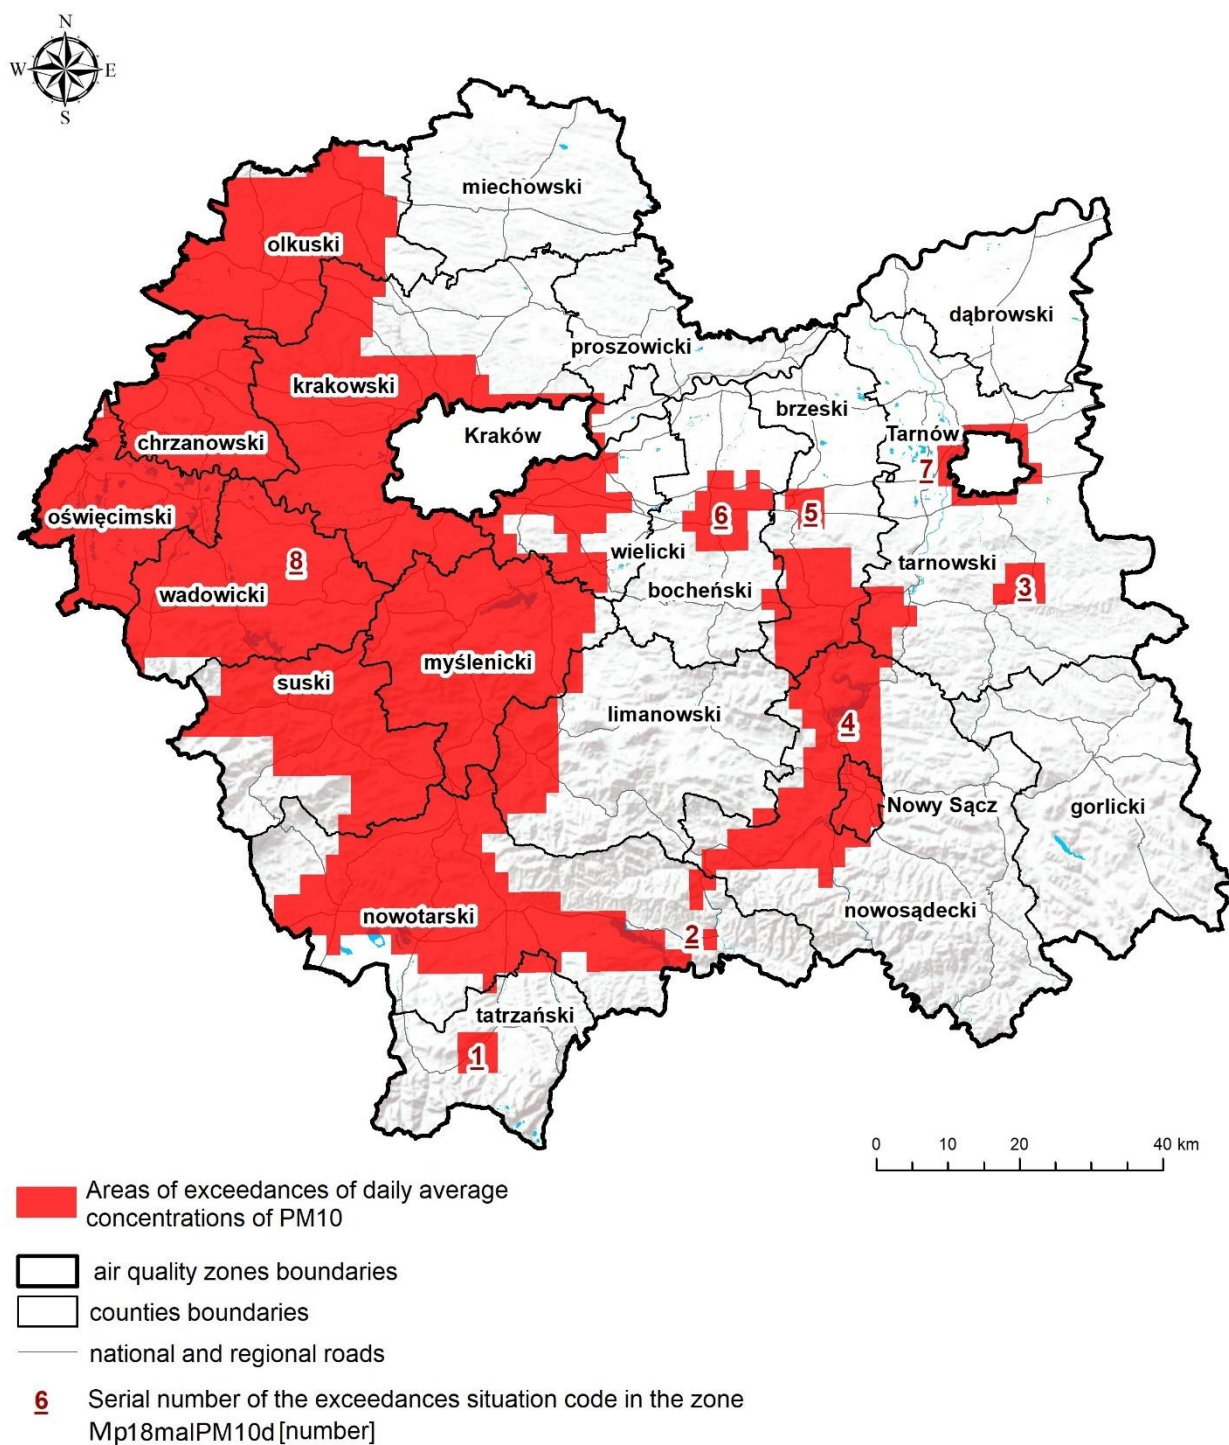 N
W E
S
miechowski
olkuski
dąbrowski
proszowicki
krakowski
brzeski
Kraków
Tarnów
chrzanowski
7
oświęcimski
6
5
8
wielicki
tarnowski
wadowicki
bocheński
3
myślenicki
suski
limanowski
4
Nowy Sącz
gorlicki
nowotarski
nowosądecki
2
tatrzański
1
0 10 20 40 km
Areas of exceedances of daily average
concentrations of PM10
air quality zones boundaries
counties boundaries
national and regional roads
6 Serial number of the exceedances situation code in the zone
Mp18malPM10d [number]